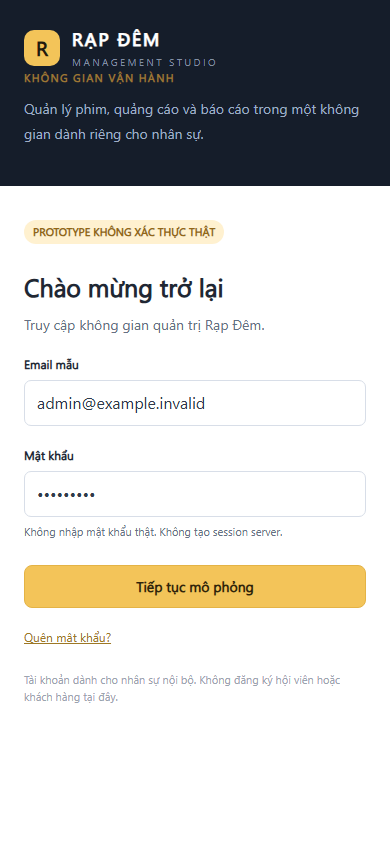 R
RẠP ĐÊM
MANAGEMENT STUDIO
KHÔNG GIAN VẬN HÀNH
Quản lý phim, quảng cáo và báo cáo trong một không
gian dành riêng cho nhân sự.
PROTOTYPE KHÔNG XÁC THỰC THẬT
Chào mừng trở lại
Truy cập không gian quản trị Rạp Đêm.
Email mẫu
admin@example.invalid
Mật khẩu
•••••••••
Không nhập mật khẩu thật. Không tạo session server.
Tiếp tục mô phỏng
Quên mật khẩu?
Tài khoản dành cho nhân sự nội bộ. Không đăng ký hội viên hoặc
khách hàng tại đây.